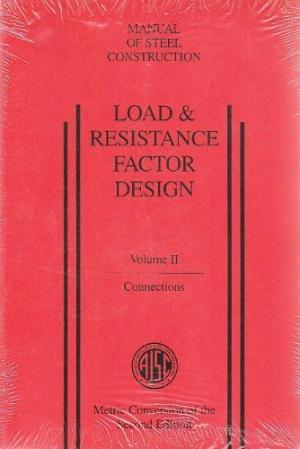 MANUAL
OF STEEL
CONSTRUCTION
LOAD &
RESISTANCE
FACTOR
DESIGN
Volume II
Connections
AISC
Metric Conversion of the
Second Edition